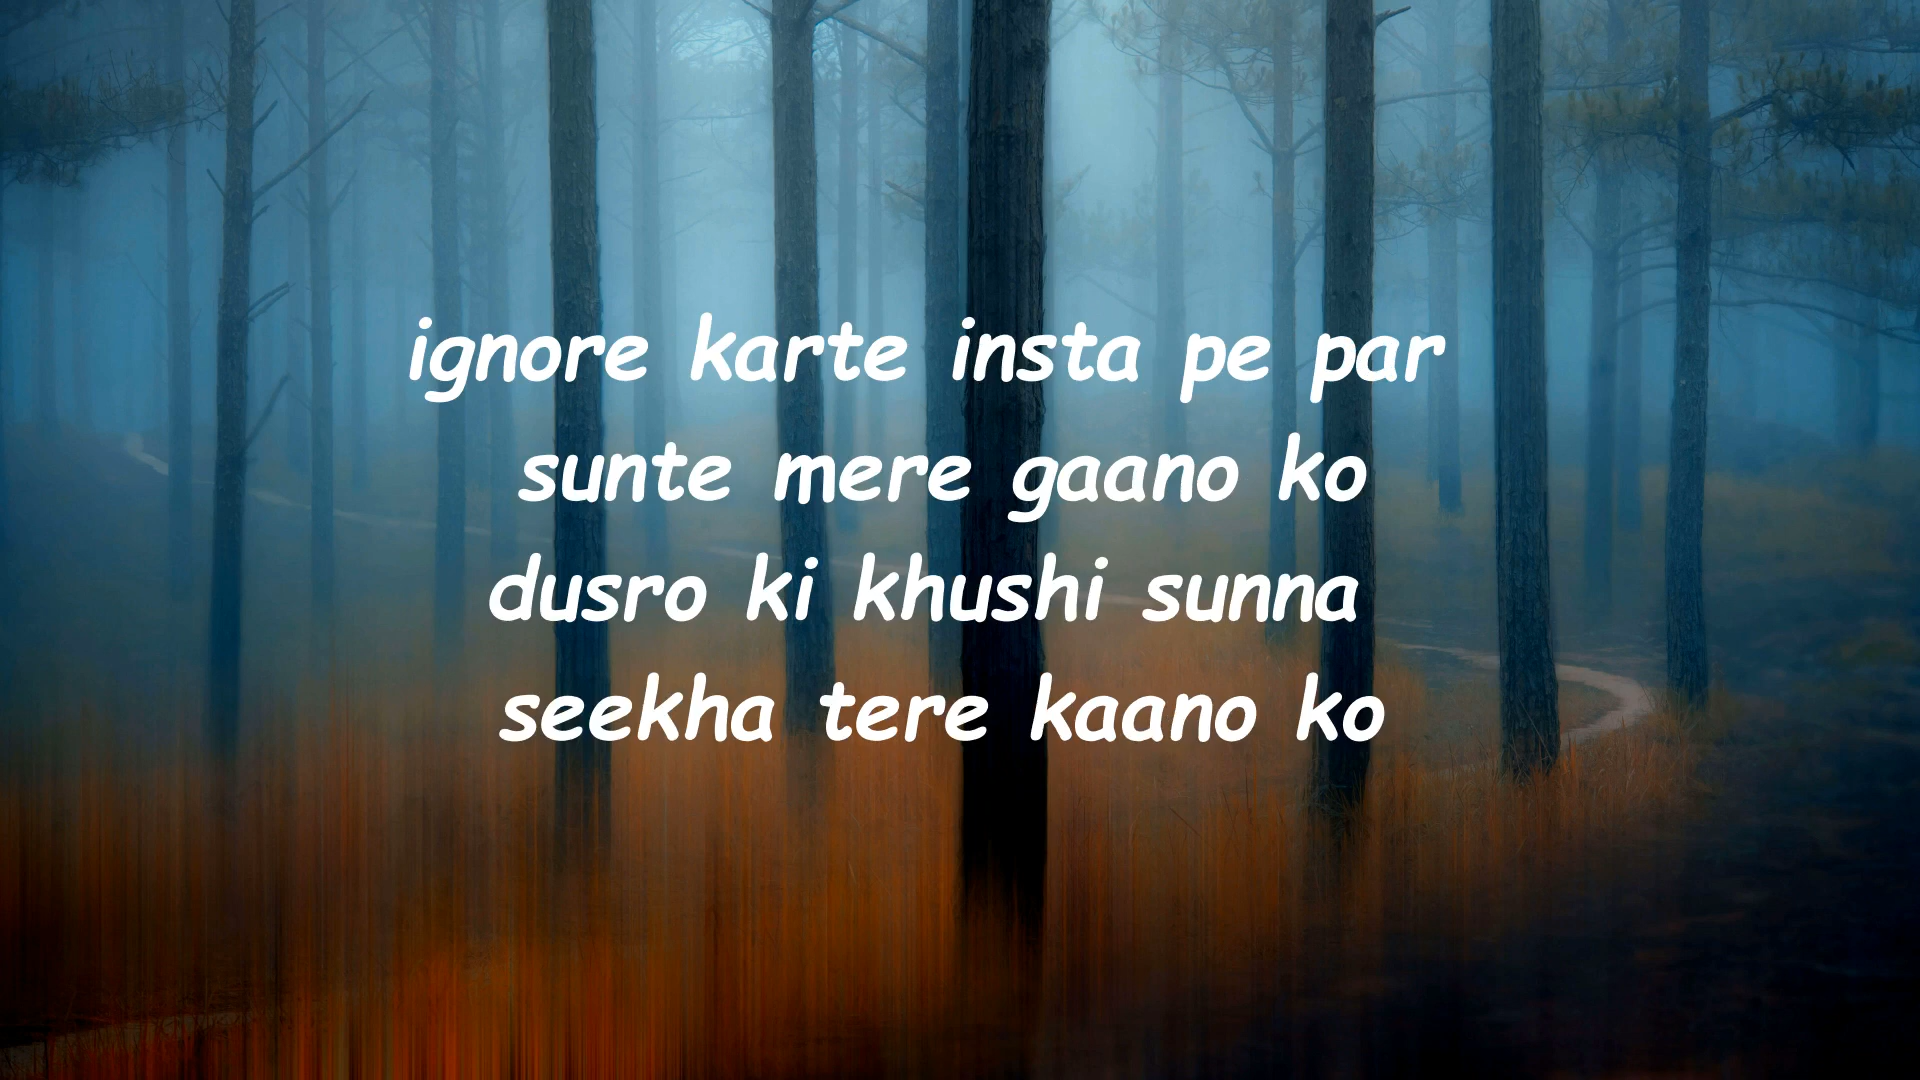 ignore karte insta pe par
sunte mere gaano ko
dusro ki khushi sunna
seekha tere kaano ko